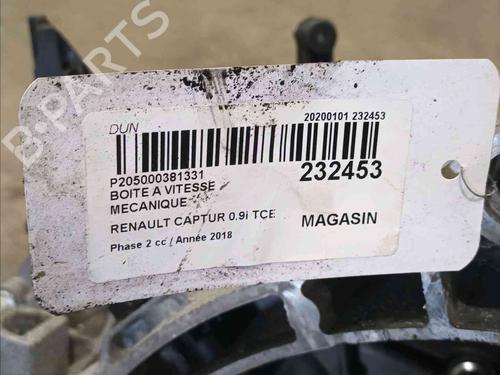 B-PARTS
DUN
20200101 232453
P205000381331
232453
BOITE A VITESSE
MECANIQUE
RENAULT CAPTUR 0.9i TCE
MAGASIN
Phase 2 cc / Année 2018